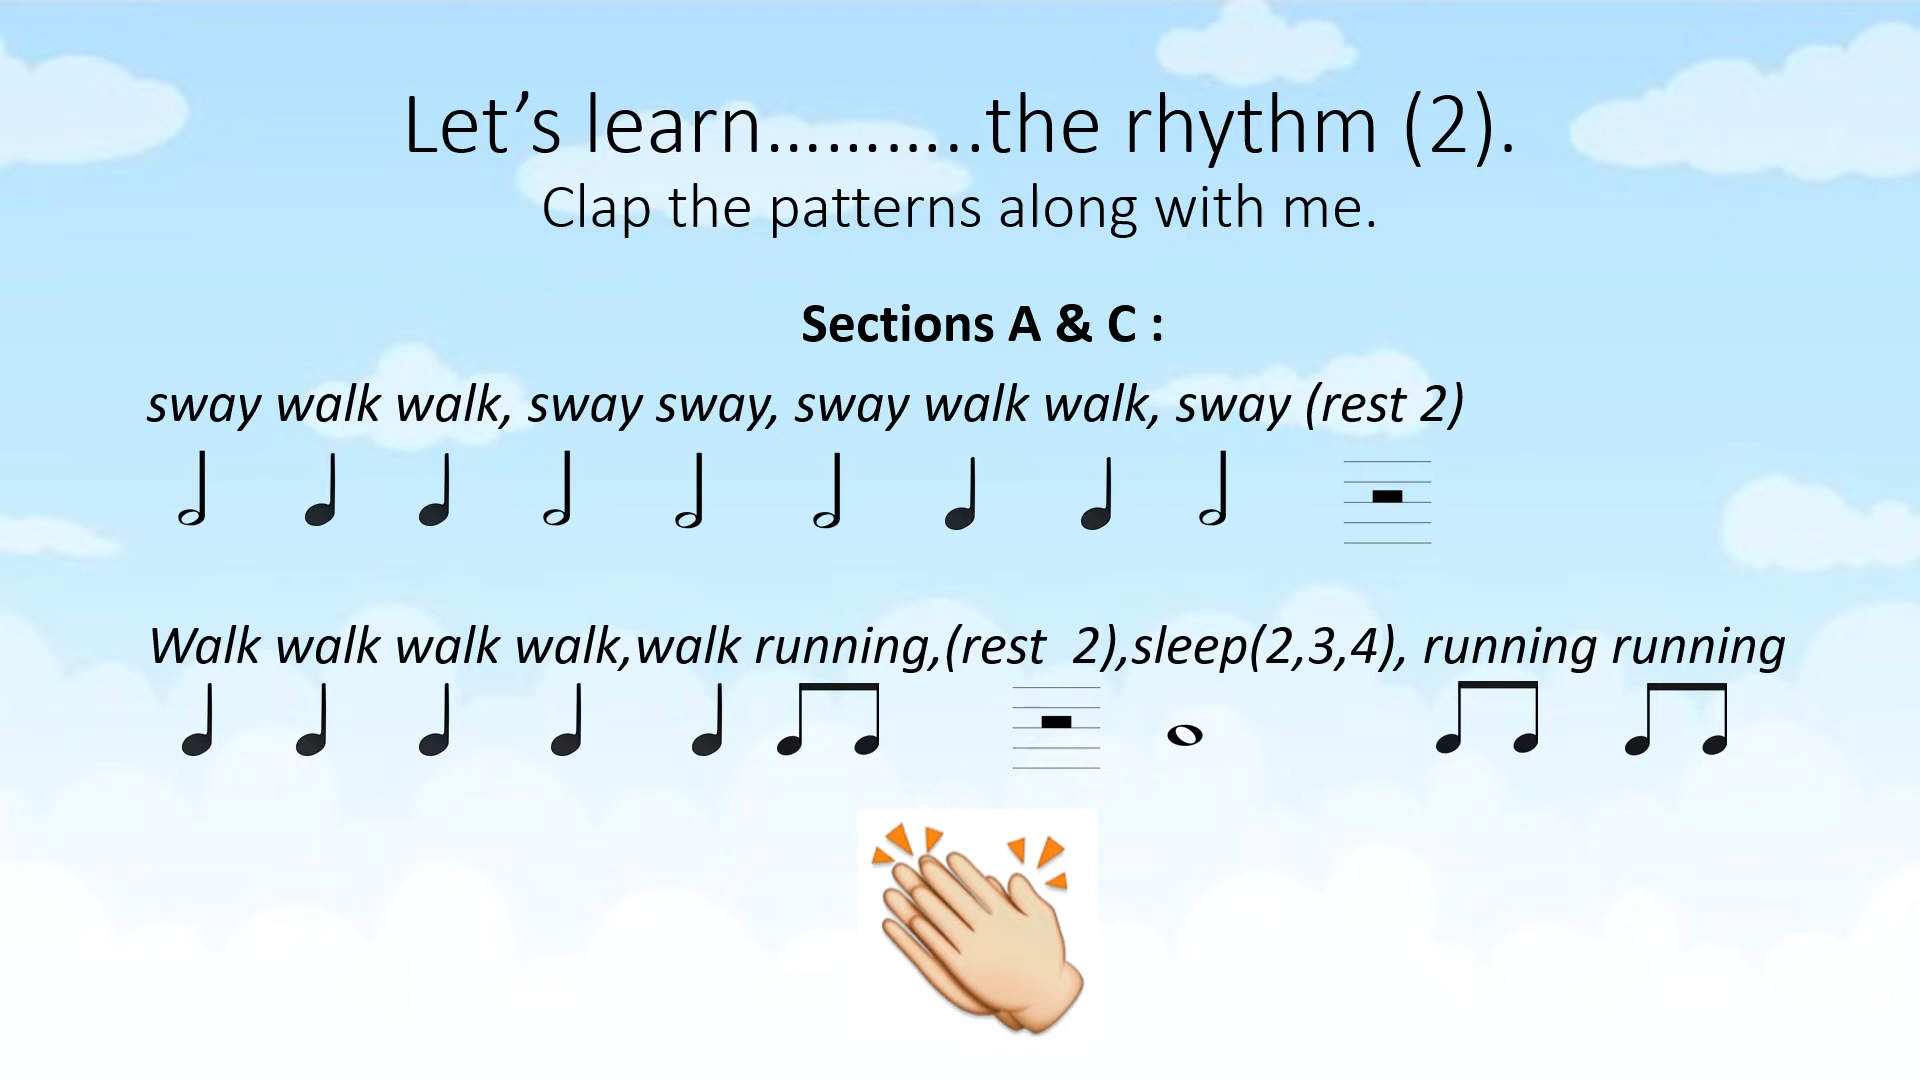 Let’s learn………..the rhythm (2).
Clap the patterns along with me.
Sections A & C :
sway walk walk, sway sway, sway walk walk, sway (rest 2)
Walk walk walk walk,walk running,(rest  2),sleep(2,3,4), running running